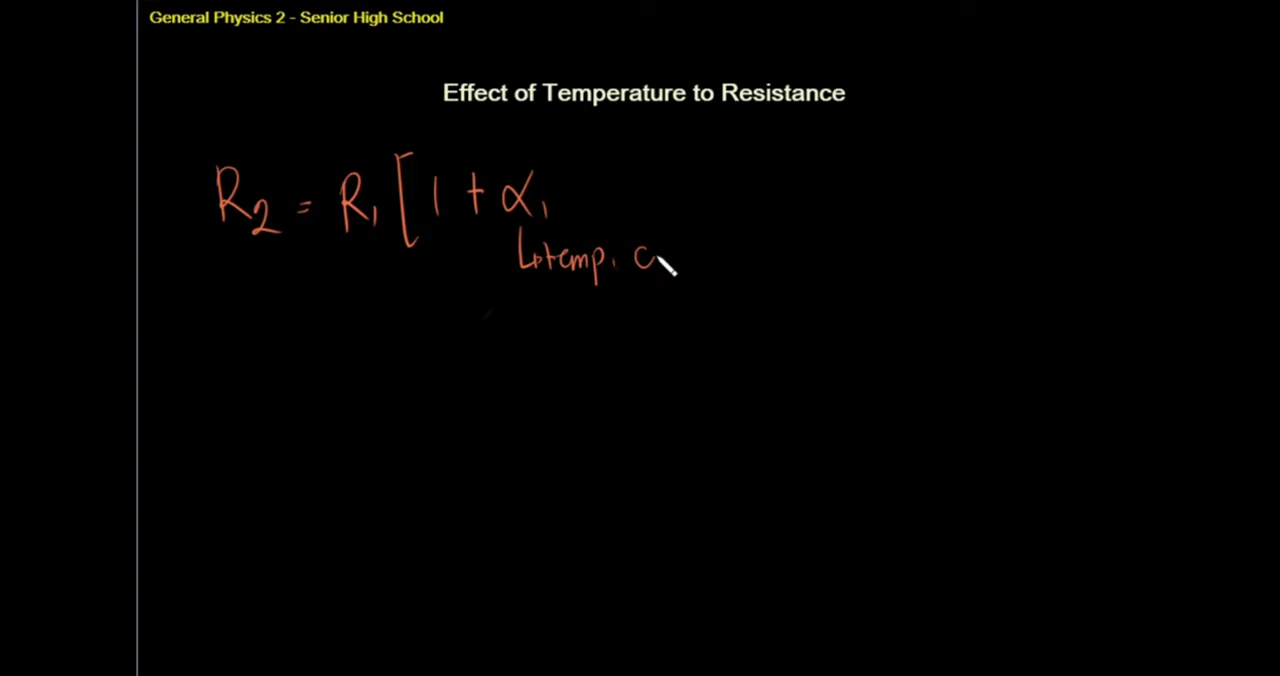 General Physics 2 - Senior High School
Effect of Temperature to Resistance
R₂ = R₁ [1 + α₁
↳temp. c